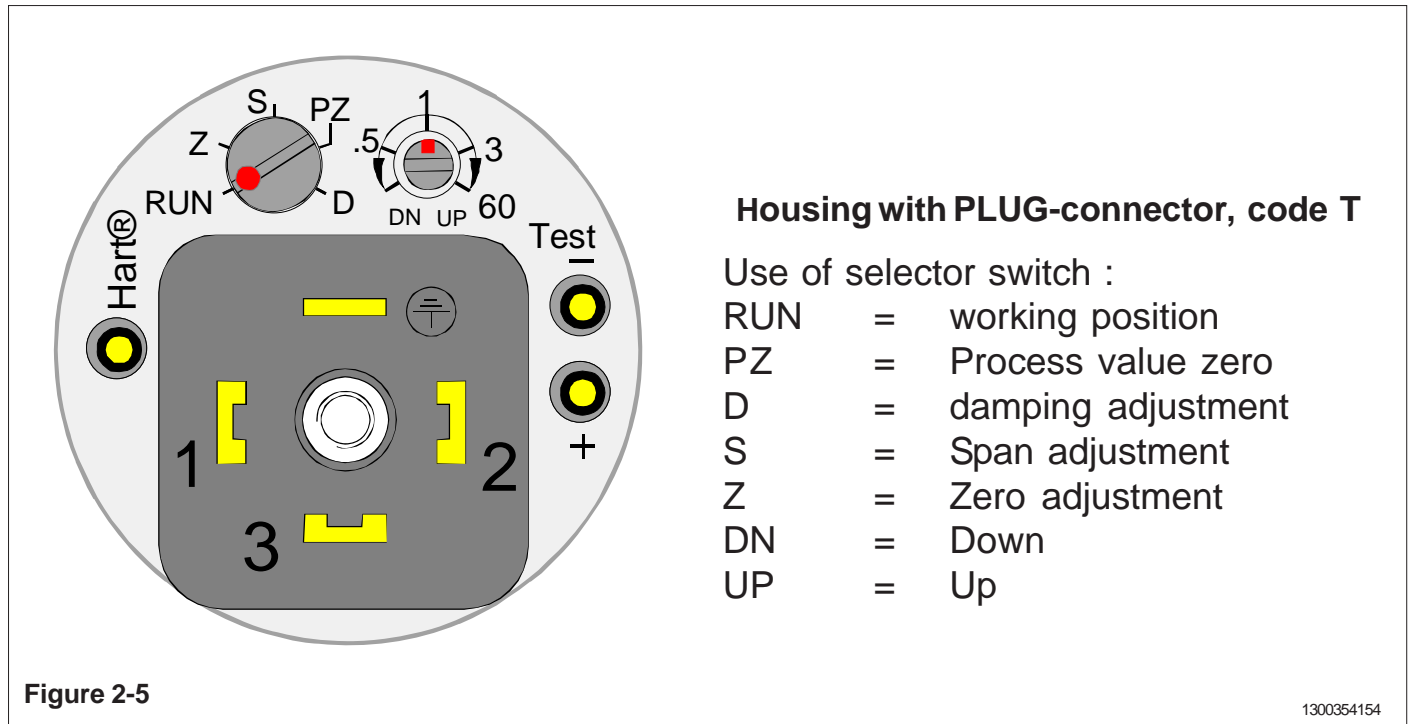 S PZ
1
Z
.5 3
RUN D
DN UP 60
Hart®
Test
−
+
1 2
3
Housing with PLUG-connector, code T
Use of selector switch :
RUN = working position
PZ = Process value zero
D = damping adjustment
S = Span adjustment
Z = Zero adjustment
DN = Down
UP = Up
Figure 2-5
1300354154